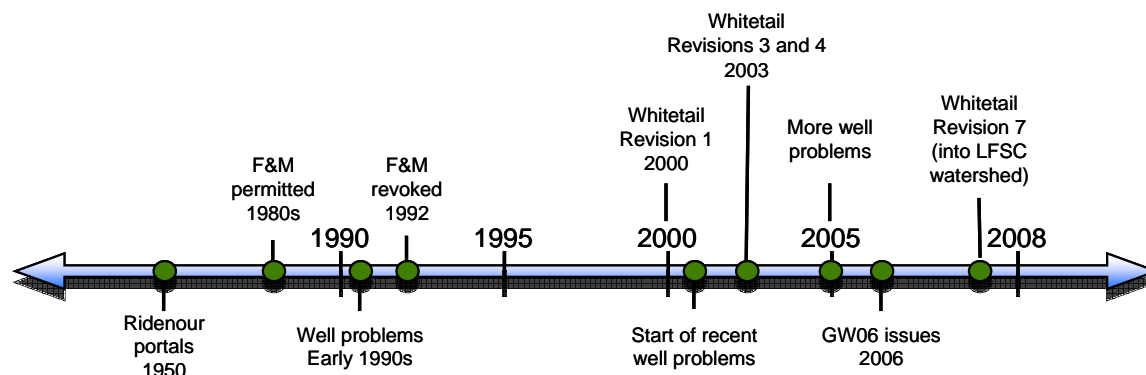 Whitetail
Revisions 3 and 4
2003
Whitetail
Revision 1
2000
More well
problems
Whitetail
Revision 7
(into LFSC
watershed)
F&M
permitted
1980s
F&M
revoked
1992
1990
1995
2000
2005
2008
Ridenour
portals
1950
Well problems
Early 1990s
Start of recent
well problems
GW06 issues
2006